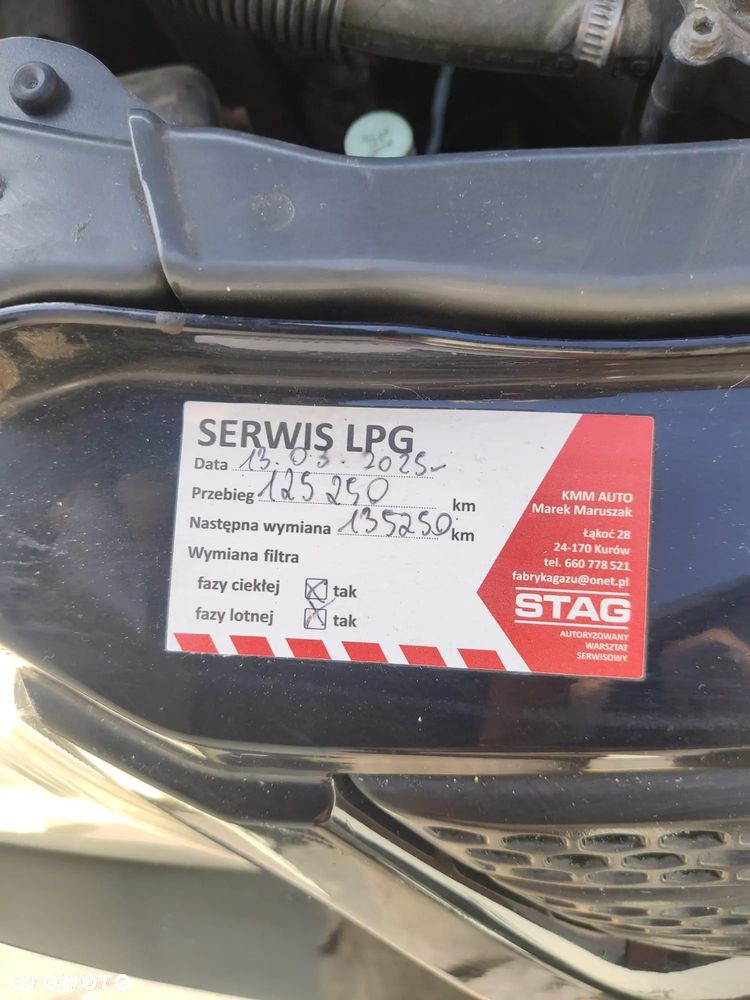 SERWIS LPG
Data 13.03.2025
Przebieg 125250 km
Następna wymiana 135250 km
Wymiana filtra
fazy ciekłej tak
fazy lotnej tak
KMM AUTO
Marek Maruszak
Łąkoć 28
24-170 Kurów
tel. 660 778 521
fabrykagazu@onet.pl
STAG
AUTORYZOWANY
WARSZTAT
SERWISOWY
OTOMOTO